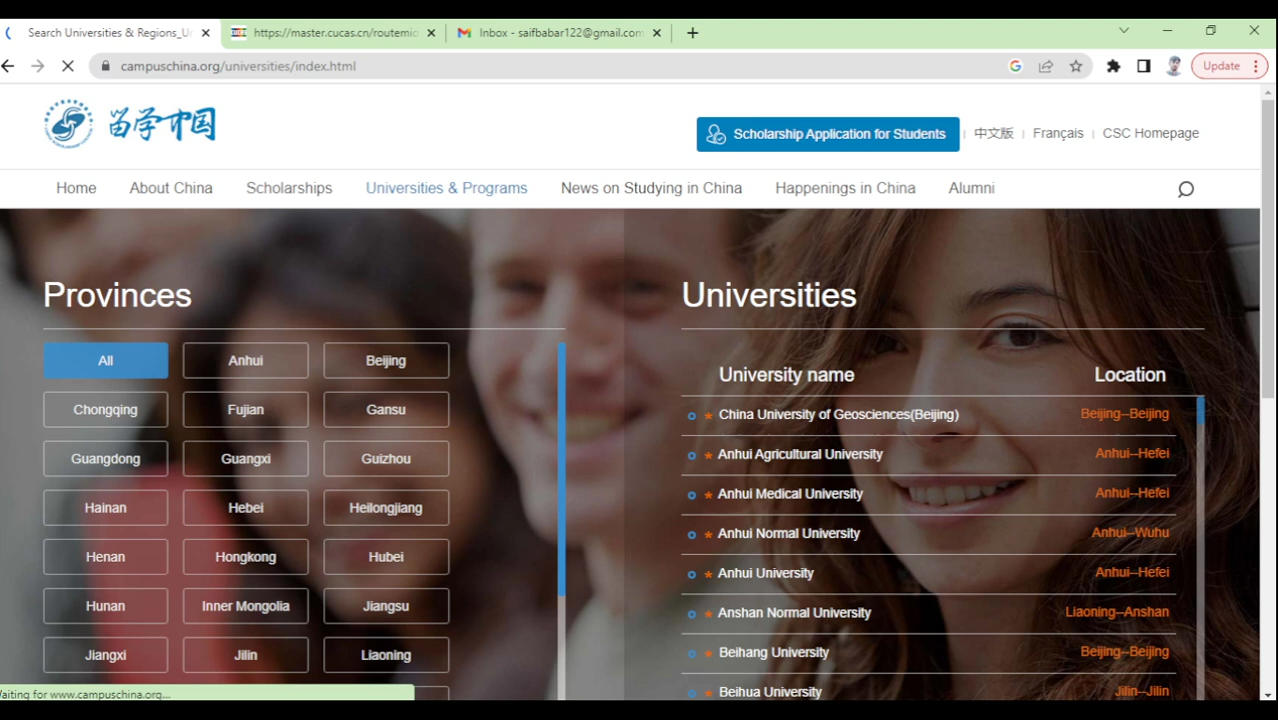 Search Universities & Regions_Ur
https://master.cucas.cn/routemio
Inbox - saifbabar122@gmail.com
campuschina.org/universities/index.html
Update
留学中国
Scholarship Application for Students
中文版
Français
CSC Homepage
Home
About China
Scholarships
Universities & Programs
News on Studying in China
Happenings in China
Alumni
Provinces
All
Anhui
Beijing
Chongqing
Fujian
Gansu
Guangdong
Guangxi
Guizhou
Hainan
Hebei
Heilongjiang
Henan
Hongkong
Hubei
Hunan
Inner Mongolia
Jiangsu
Jiangxi
Jilin
Liaoning
Universities
University name Location
China University of Geosciences(Beijing) Beijing--Beijing
Anhui Agricultural University Anhui--Hefei
Anhui Medical University Anhui--Hefei
Anhui Normal University Anhui--Wuhu
Anhui University Anhui--Hefei
Anshan Normal University Liaoning--Anshan
Beihang University Beijing--Beijing
Beihua University Jilin--Jilin
Waiting for www.campuschina.org...